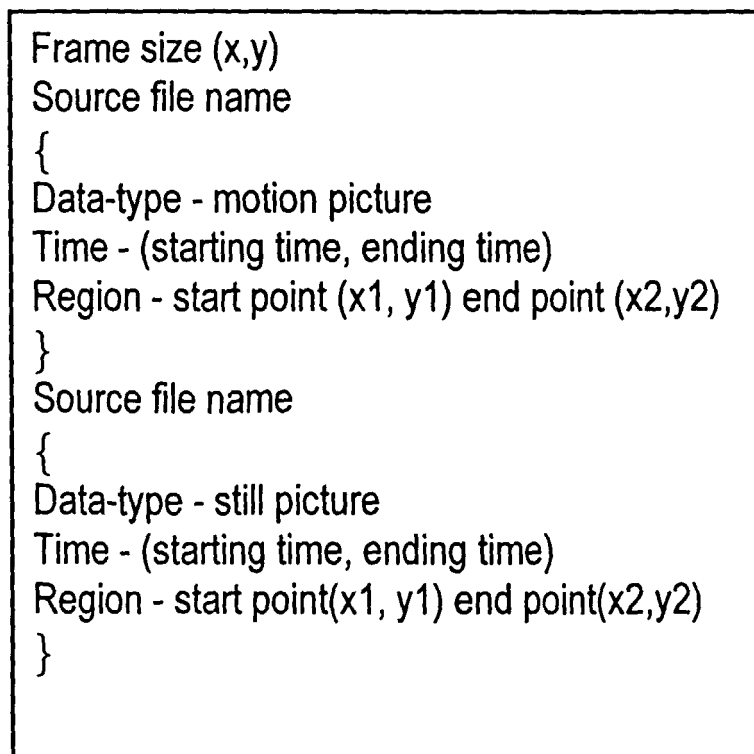 Frame size (x,y)
Source file name
{
Data-type - motion picture
Time - (starting time, ending time)
Region - start point (x1, y1) end point (x2,y2)
}
Source file name
{
Data-type - still picture
Time - (starting time, ending time)
Region - start point(x1, y1) end point(x2,y2)
}